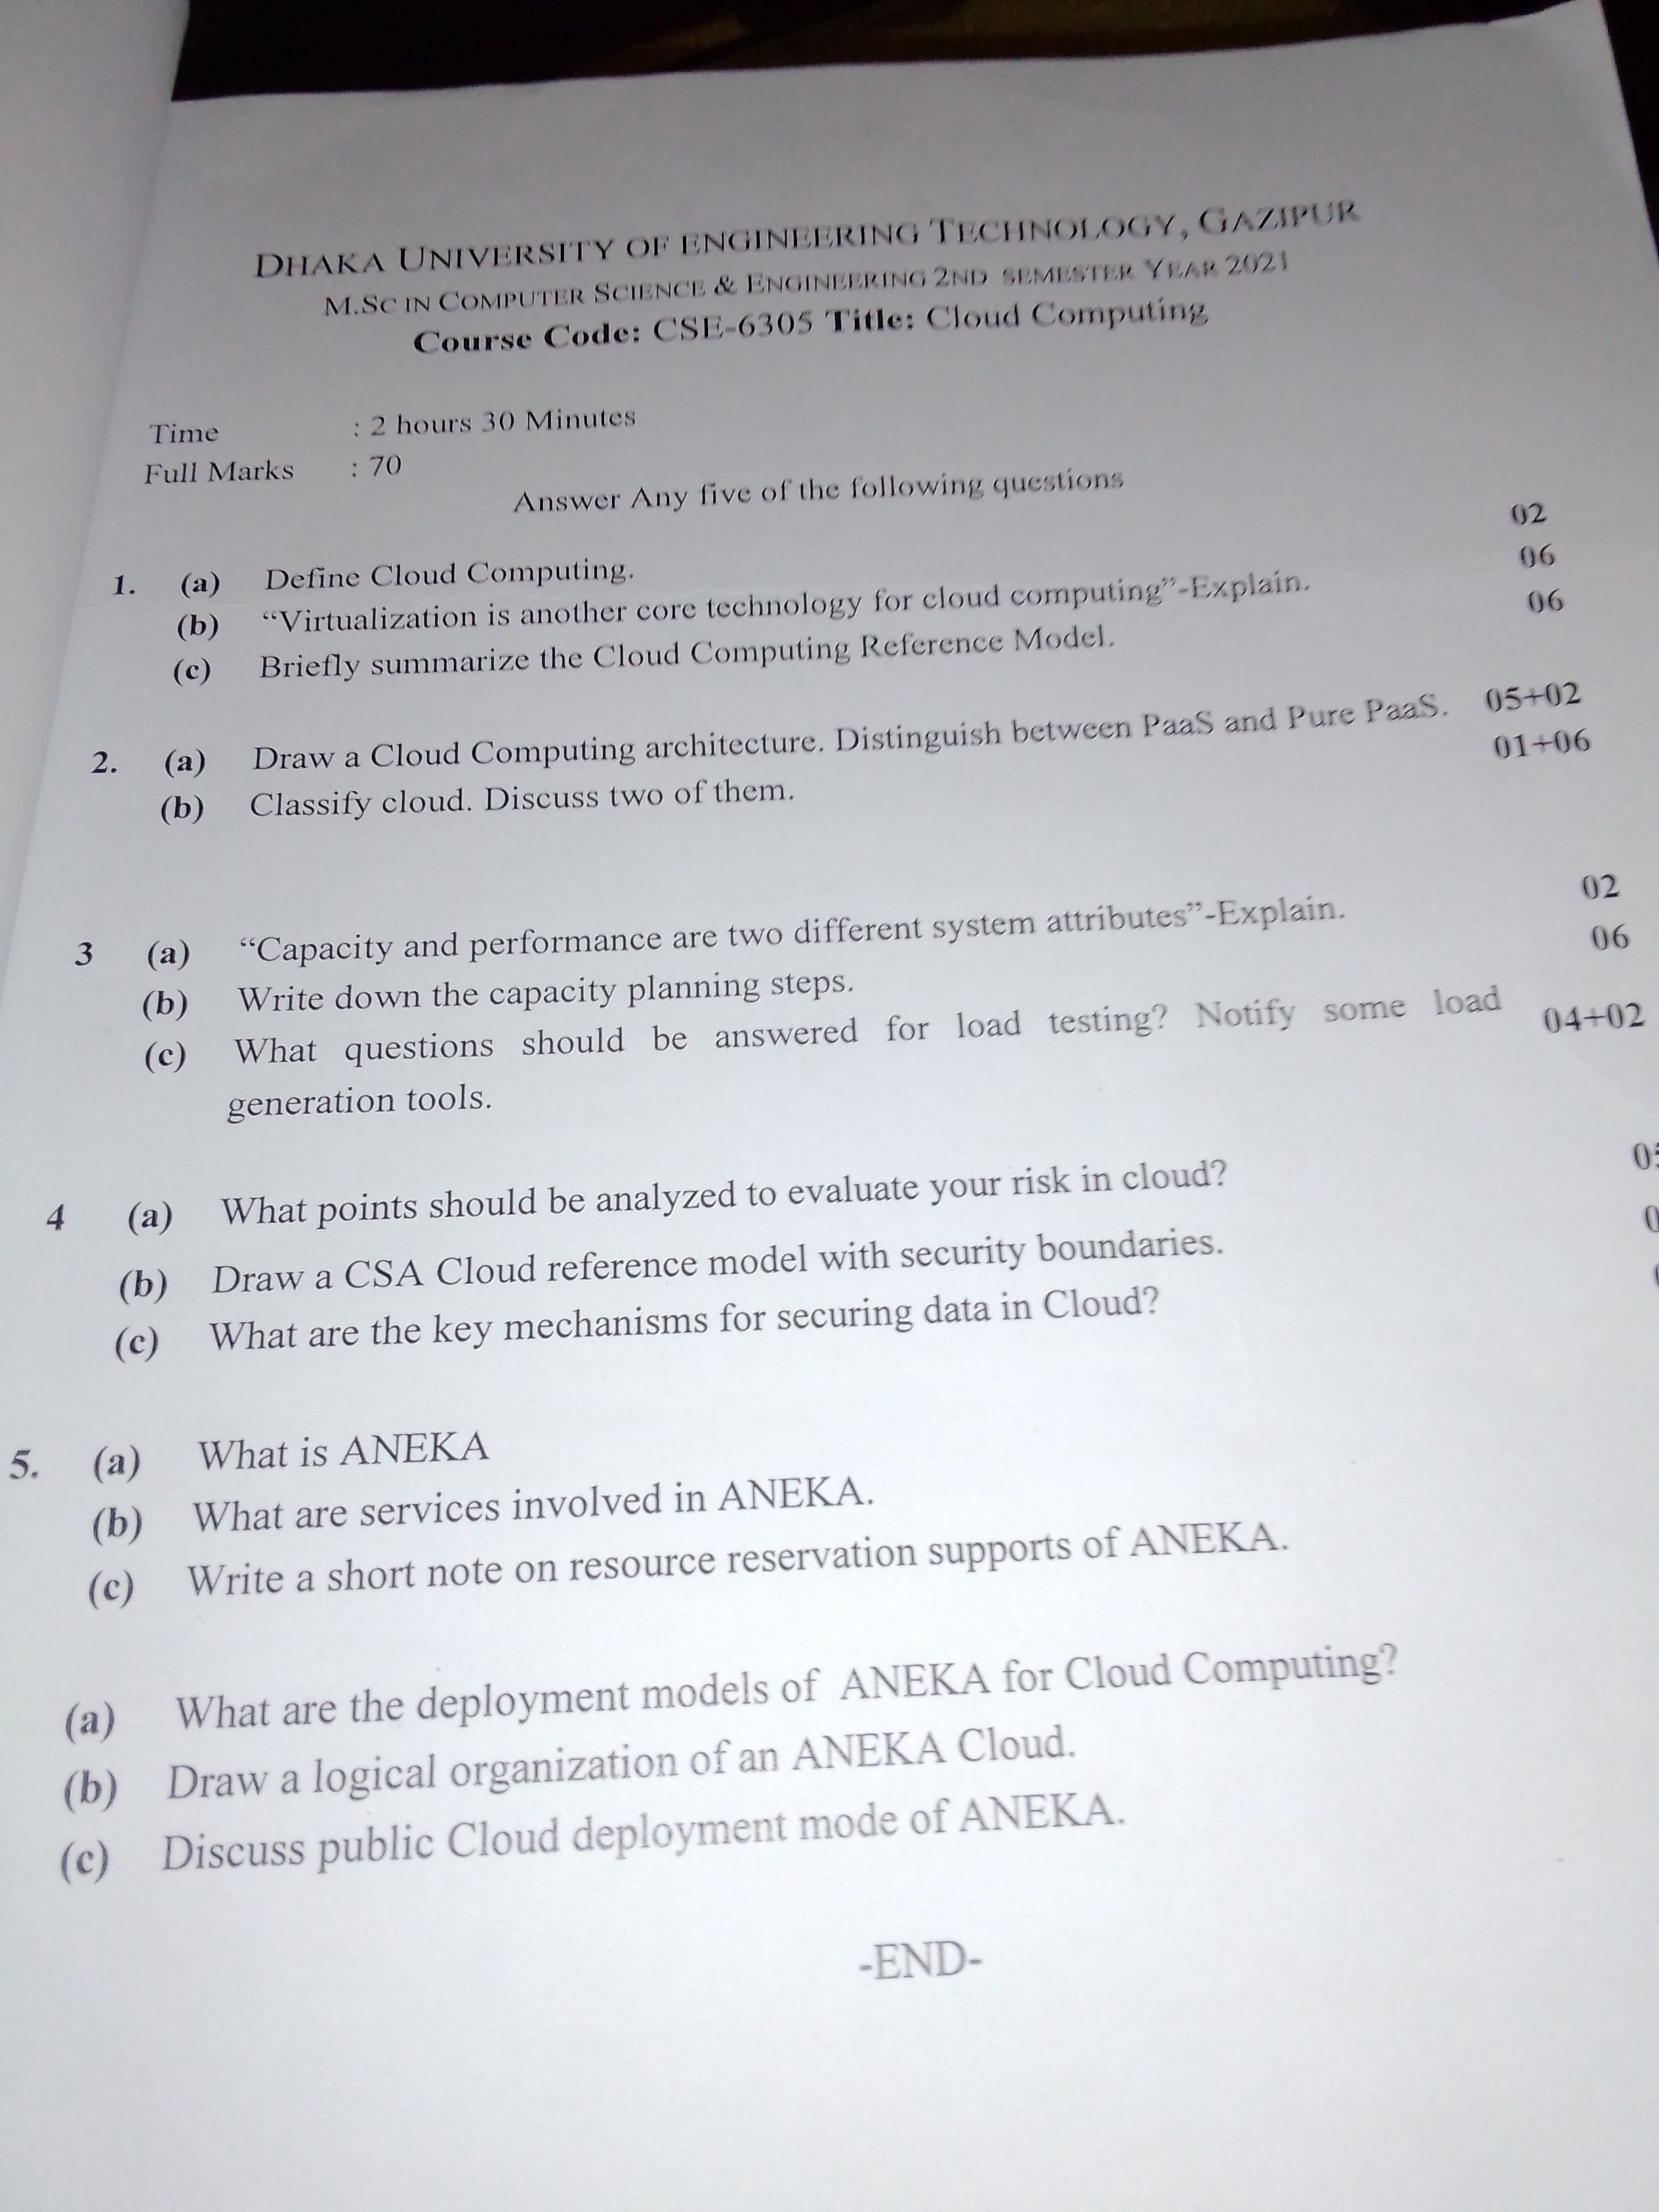 DHAKA UNIVERSITY OF ENGINEERING TECHNOLOGY, GAZIPUR
M.SC IN COMPUTER SCIENCE & ENGINEERING 2ND SEMESTER YEAR 2021
Course Code: CSE-6305 Title: Cloud Computing
Time : 2 hours 30 Minutes
Full Marks : 70
Answer Any five of the following questions
1. (a) Define Cloud Computing. 02
(b) “Virtualization is another core technology for cloud computing”-Explain. 06
(c) Briefly summarize the Cloud Computing Reference Model. 06
2. (a) Draw a Cloud Computing architecture. Distinguish between PaaS and Pure PaaS. 05+02
(b) Classify cloud. Discuss two of them. 01+06
3 (a) “Capacity and performance are two different system attributes”-Explain. 02
(b) Write down the capacity planning steps. 06
(c) What questions should be answered for load testing? Notify some load 04+02
generation tools.
4 (a) What points should be analyzed to evaluate your risk in cloud?
(b) Draw a CSA Cloud reference model with security boundaries.
(c) What are the key mechanisms for securing data in Cloud?
5. (a) What is ANEKA
(b) What are services involved in ANEKA.
(c) Write a short note on resource reservation supports of ANEKA.
(a) What are the deployment models of ANEKA for Cloud Computing?
(b) Draw a logical organization of an ANEKA Cloud.
(c) Discuss public Cloud deployment mode of ANEKA.
-END-